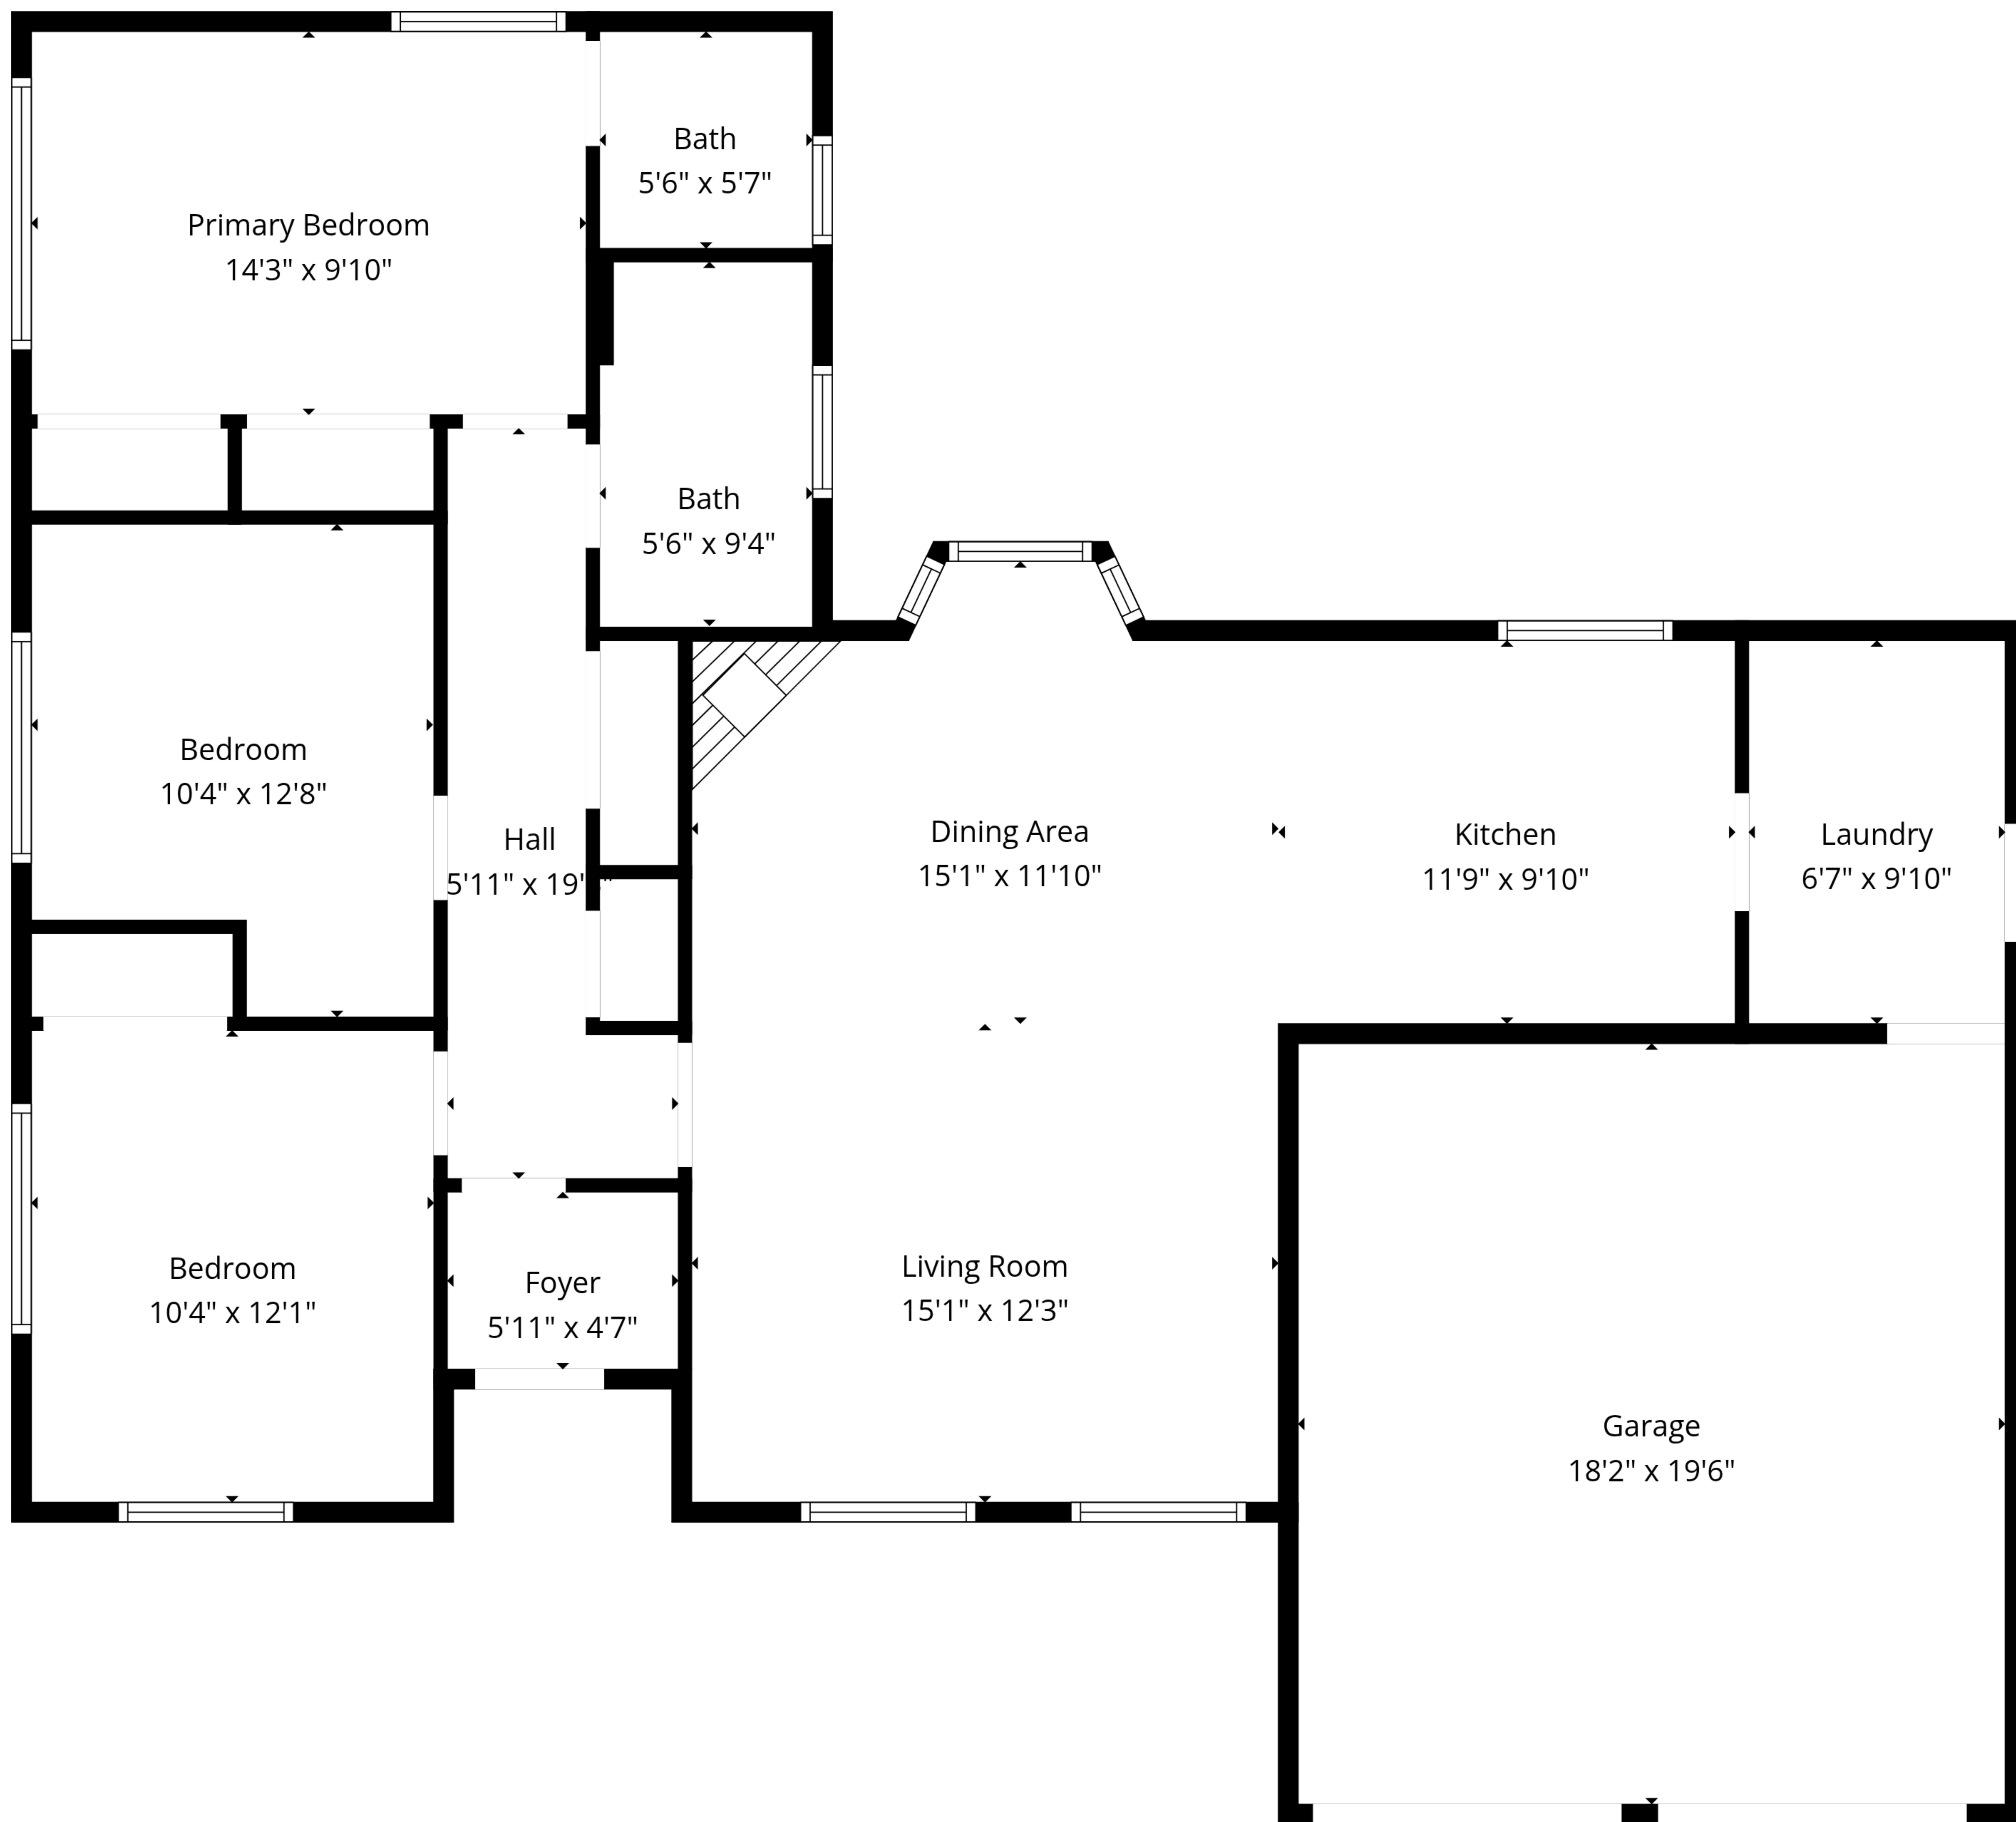 Bath
5'6" x 5'7"
Primary Bedroom
14'3" x 9'10"
Bath
5'6" x 9'4"
Bedroom
10'4" x 12'8"
Hall
5'11" x
Dining Area
15'1" x 11'10"
Kitchen
11'9" x 9'10"
Laundry
6'7" x 9'10"
Bedroom
10'4" x 12'1"
Foyer
5'11" x 4'7"
Living Room
15'1" x 12'3"
Garage
18'2" x 19'6"